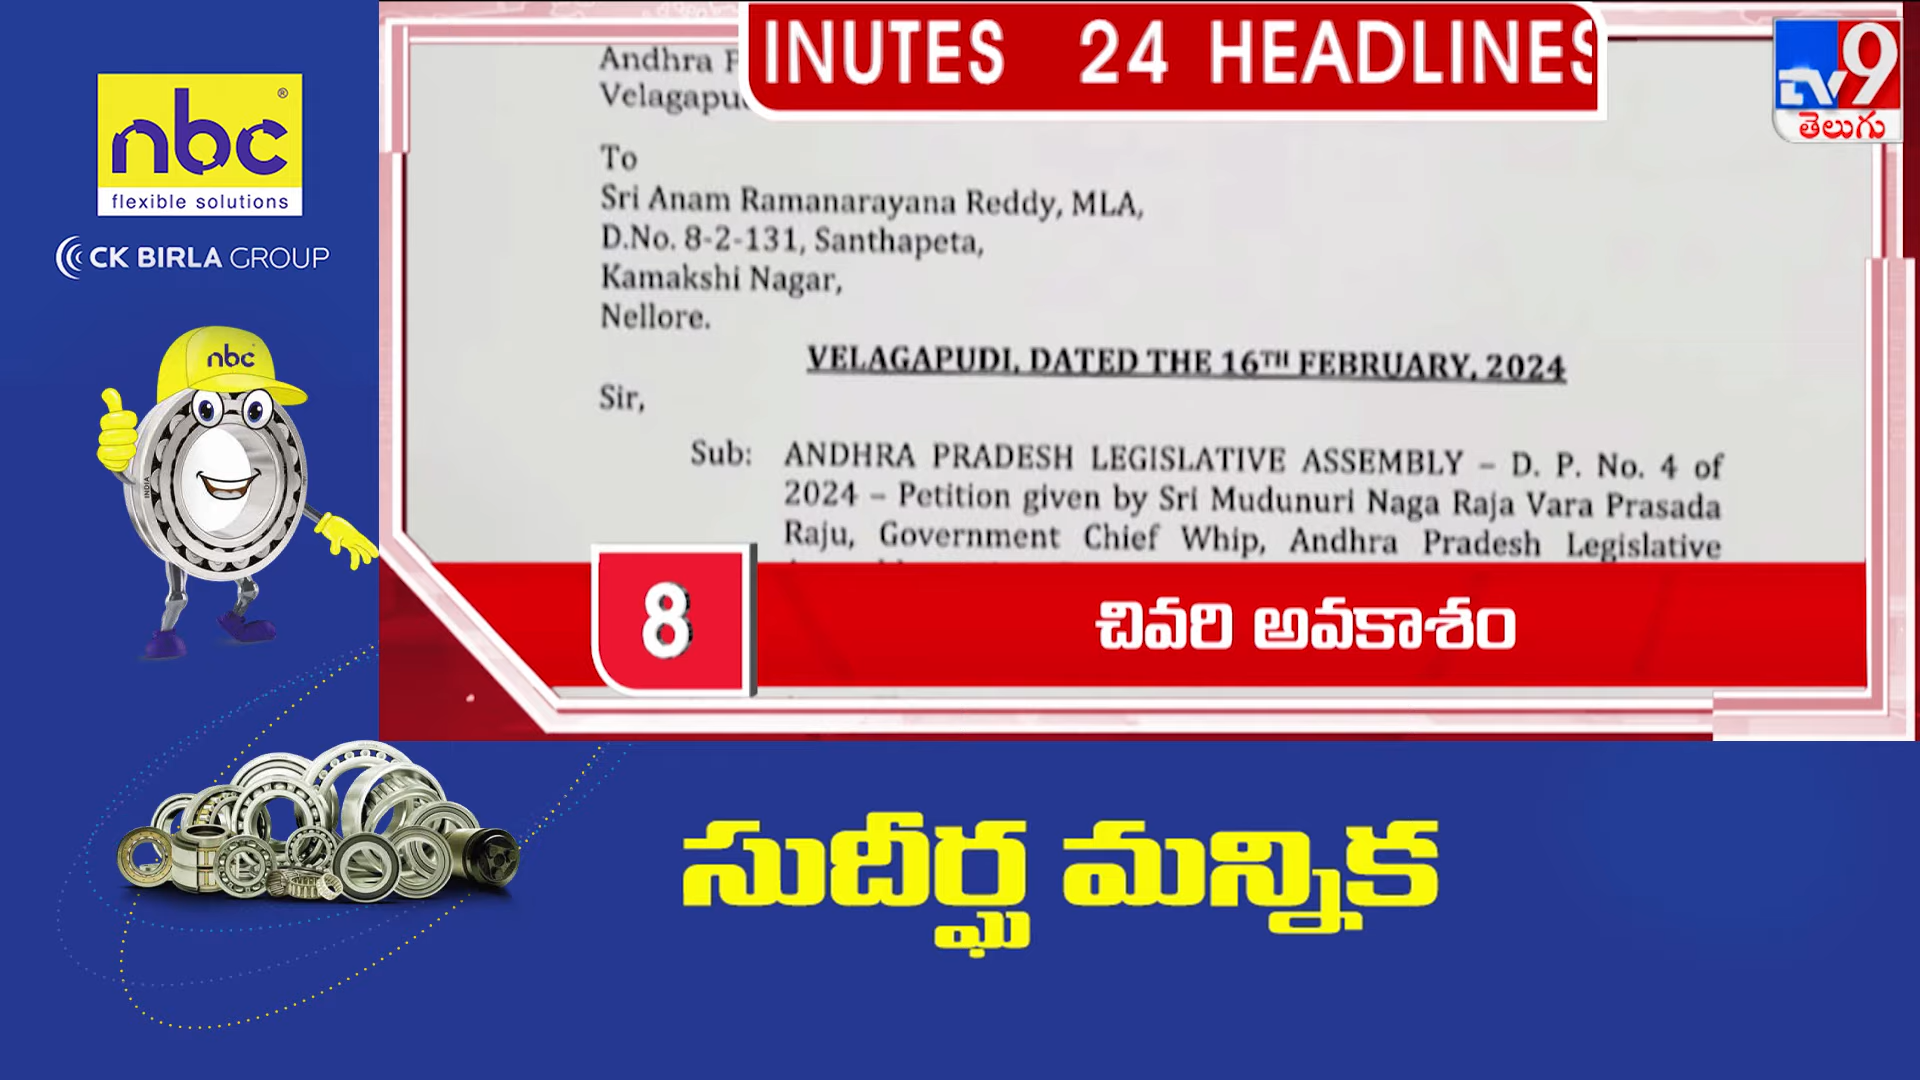 INUTES 24 HEADLINES
TV9
తెలుగు
nbc
flexible solutions
CK BIRLA GROUP
nbc
INDIA
Andhra
To
Sri Anam Ramanarayana Reddy, MLA,
D.No. 8-2-131, Santhapeta,
Kamakshi Nagar,
Nellore.
VELAGAPUDI, DATED THE 16TH FEBRUARY, 2024
Sir,
Sub: ANDHRA PRADESH LEGISLATIVE ASSEMBLY – D. P. No. 4 of
2024 – Petition given by Sri Mudunuri Naga Raja Vara Prasada
Raju, Government Chief Whip, Andhra Pradesh Legislative
8 చివరి అవకాశం
సుదీర్ఘ మన్నిక